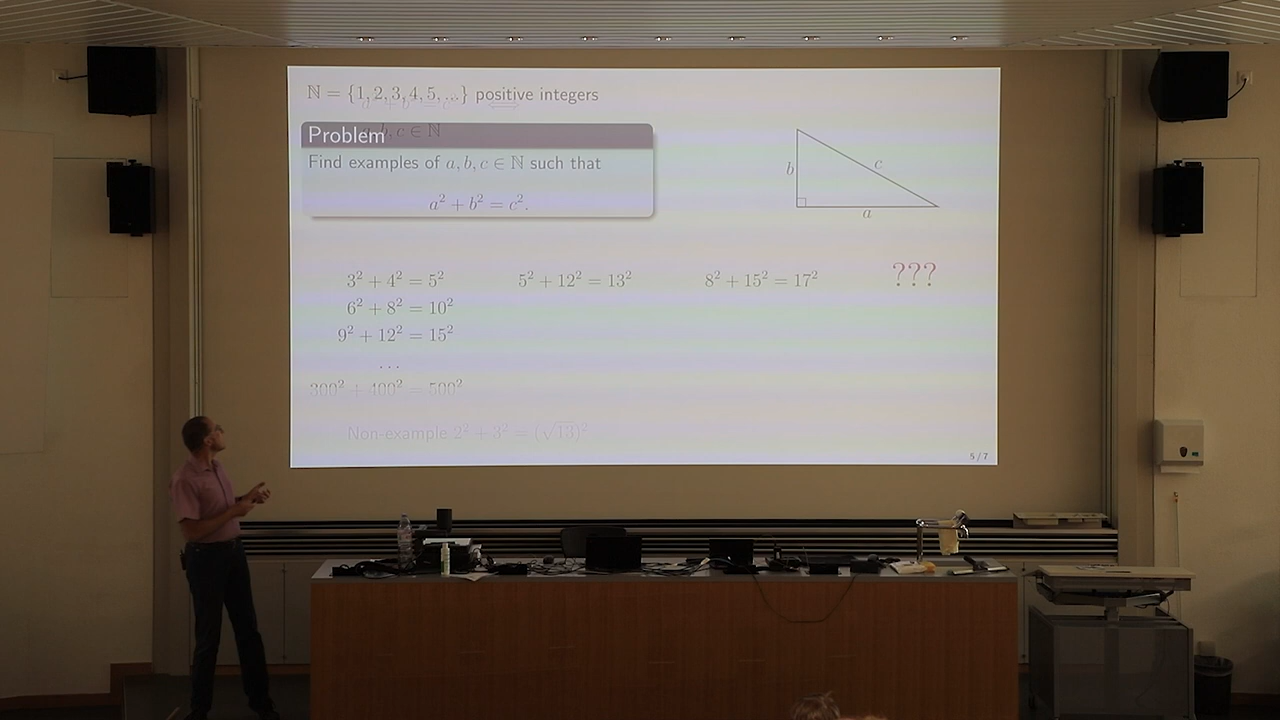 ℕ = {1, 2, 3, 4, 5, ...} positive integers
a, b, c ∈ ℕ
Problem
Find examples of a, b, c ∈ ℕ such that
a² + b² = c².
b
c
a
3² + 4² = 5²
5² + 12² = 13²
8² + 15² = 17²
???
6² + 8² = 10²
9² + 12² = 15²
...
300² + 400² = 500²
Non-example 2² + 3² = (√13)²
5 / 7